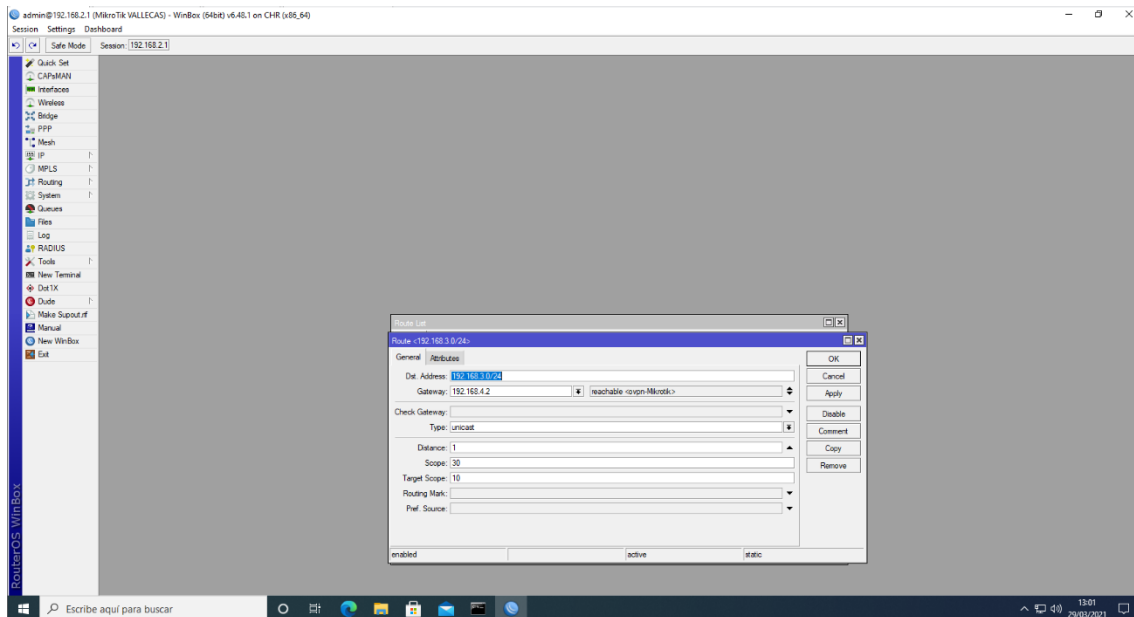 admin@192.168.2.1 (MikroTik VALLECAS) - WinBox (64bit) v6.48.1 on CHR (x86_64)
Session Settings Dashboard
Safe Mode Session: 192.168.2.1
Quick Set
CAPsMAN
Interfaces
Wireless
Bridge
PPP
Mesh
IP
MPLS
Routing
System
Queues
Files
Log
RADIUS
Tools
New Terminal
Dot1X
Dude
Make Supout.rif
Manual
New WinBox
Exit
RouterOS WinBox
Route List
Route <192.168.3.0/24>
General Attributes
Dst. Address: 192.168.3.0/24
Gateway: 192.168.4.2 reachable <ovpn-Mikrotik>
Check Gateway:
Type: unicast
Distance: 1
Scope: 30
Target Scope: 10
Routing Mark:
Pref. Source:
OK
Cancel
Apply
Disable
Comment
Copy
Remove
enabled active static
Escribe aquí para buscar
13:01
29/03/2021